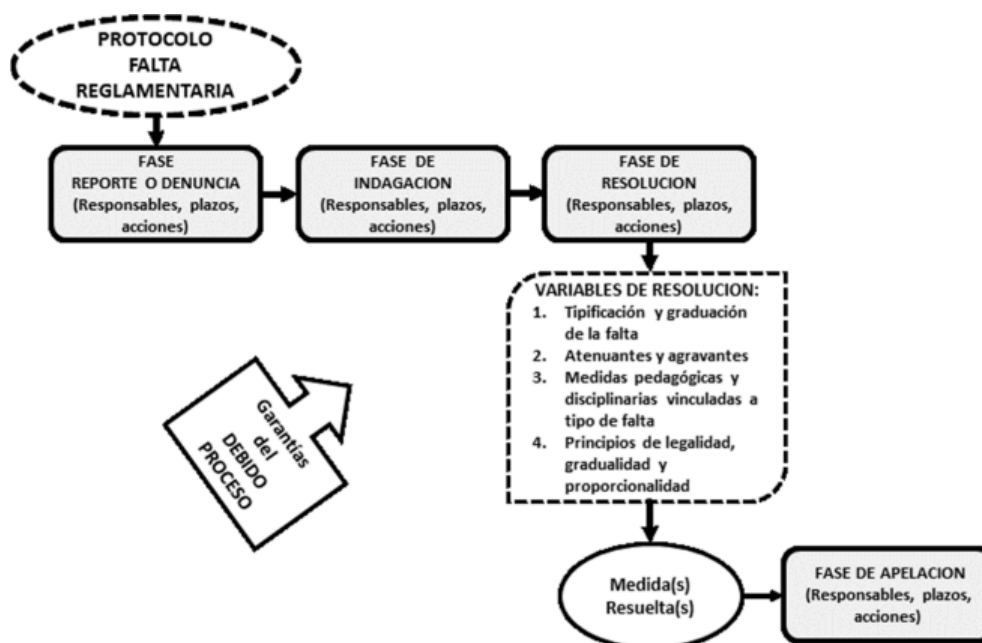 PROTOCOLO
FALTA
REGLAMENTARIA
FASE
REPORTE O DENUNCIA
(Responsables, plazos,
acciones)
FASE DE
INDAGACION
(Responsables, plazos,
acciones)
FASE DE
RESOLUCION
(Responsables, plazos,
acciones)
VARIABLES DE RESOLUCION:
1. Tipificación y graduación
de la falta
2. Atenuantes y agravantes
3. Medidas pedagógicas y
disciplinarias vinculadas a
tipo de falta
4. Principios de legalidad,
gradualidad y
proporcionalidad
Garantías
del
DEBIDO
PROCESO
Medida(s)
Resuelta(s)
FASE DE APELACION
(Responsables, plazos,
acciones)